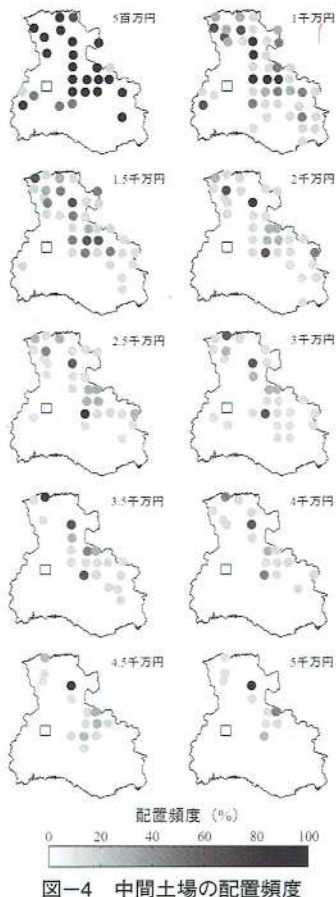 5百万円
1千万円
1.5千万円
2千万円
2.5千万円
3千万円
3.5千万円
4千万円
4.5千万円
5千万円
配置頻度 (%)
0 20 40 60 80 100
図−4 中間土場の配置頻度